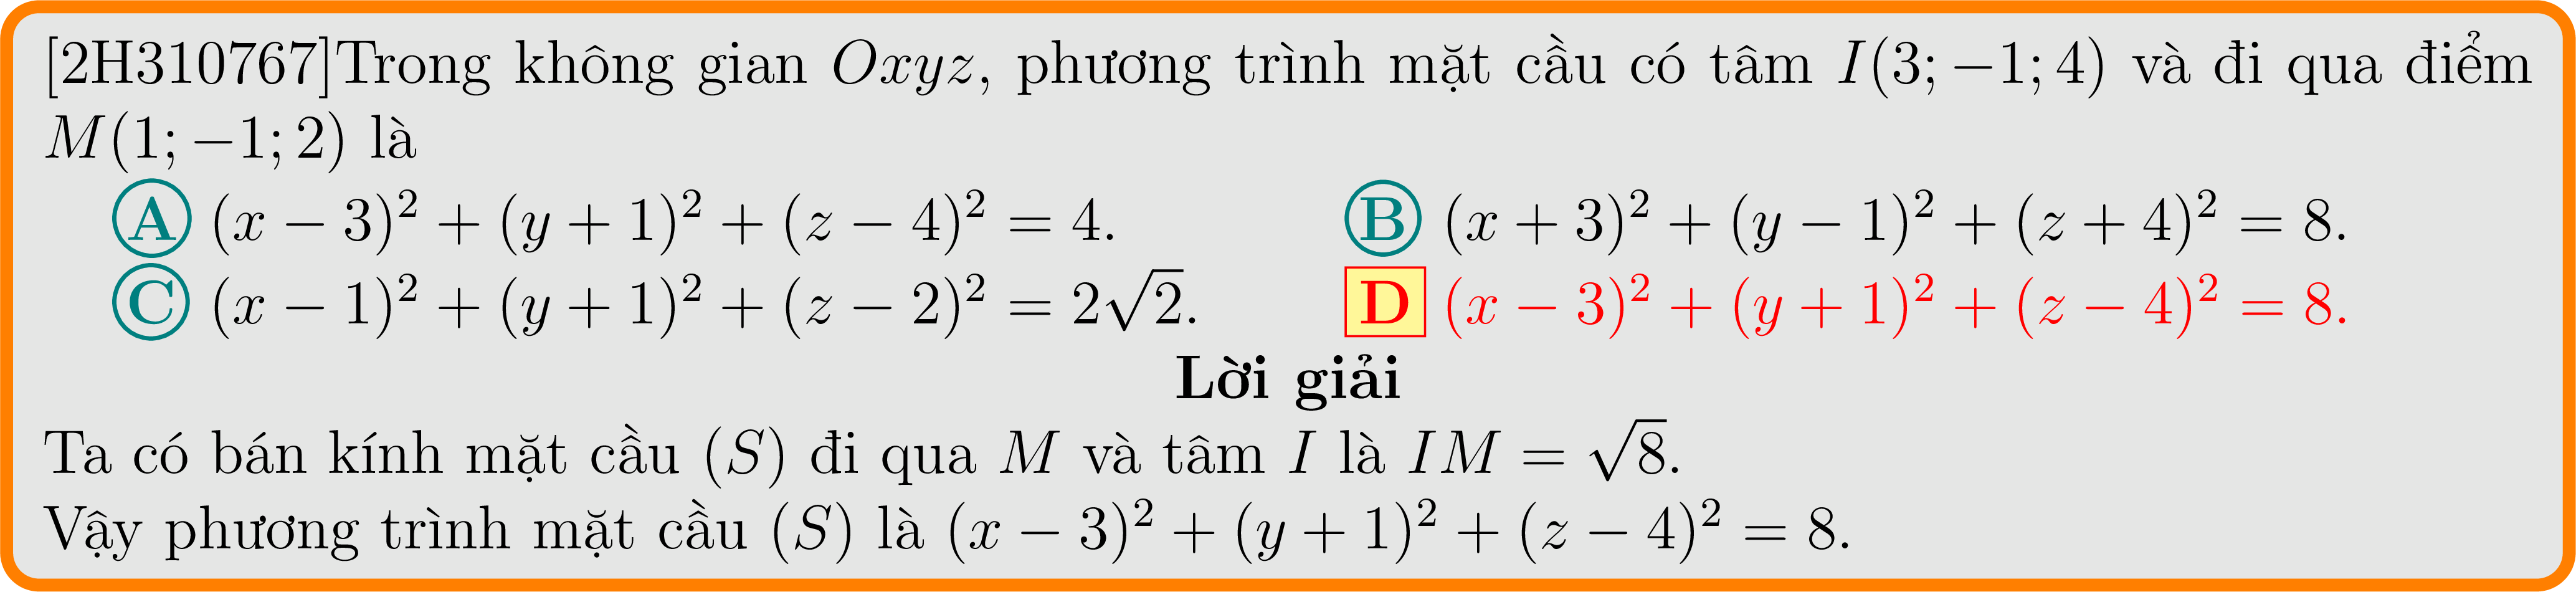 [2H310767]Trong không gian Oxyz, phương trình mặt cầu có tâm I(3; −1; 4) và đi qua điểm
M(1; −1; 2) là
A (x − 3)² + (y + 1)² + (z − 4)² = 4. B (x + 3)² + (y − 1)² + (z + 4)² = 8.
C (x − 1)² + (y + 1)² + (z − 2)² = 2√2. D (x − 3)² + (y + 1)² + (z − 4)² = 8.
Lời giải
Ta có bán kính mặt cầu (S) đi qua M và tâm I là IM = √8.
Vậy phương trình mặt cầu (S) là (x − 3)² + (y + 1)² + (z − 4)² = 8.